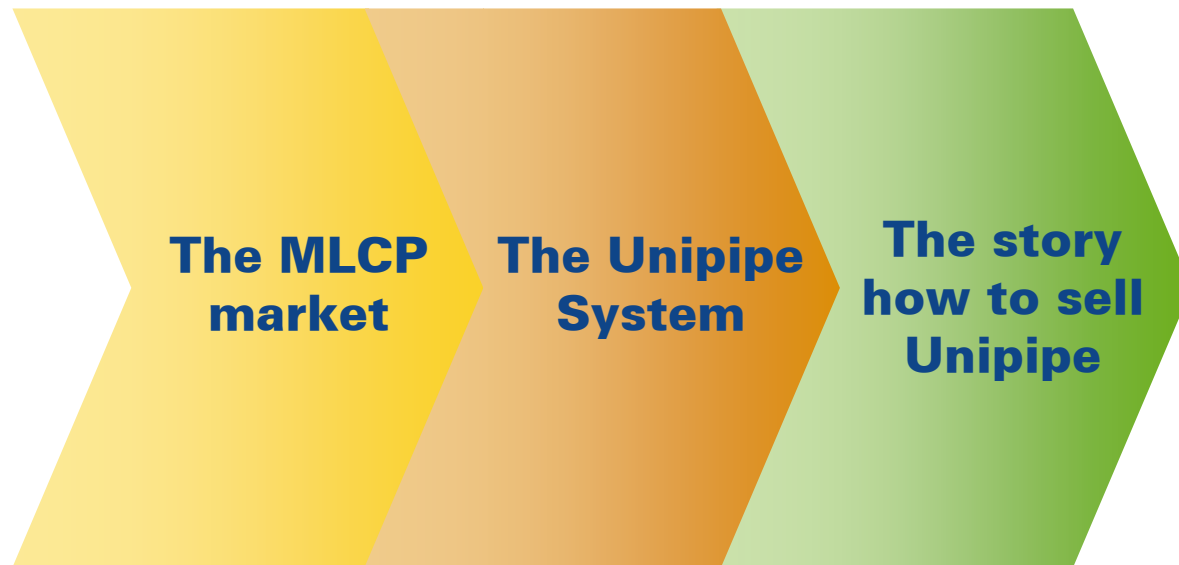 The MLCP
market
The Unipipe
System
The story
how to sell
Unipipe